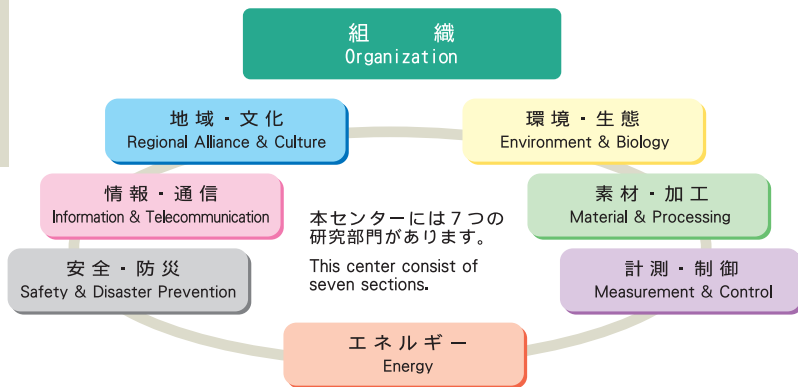 組 織
Organization
地域・文化
Regional Alliance & Culture
環境・生態
Environment & Biology
情報・通信
Information & Telecommunication
素材・加工
Material & Processing
本センターには７つの
研究部門があります。
This center consist of
seven sections.
安全・防災
Safety & Disaster Prevention
計測・制御
Measurement & Control
エネルギー
Energy